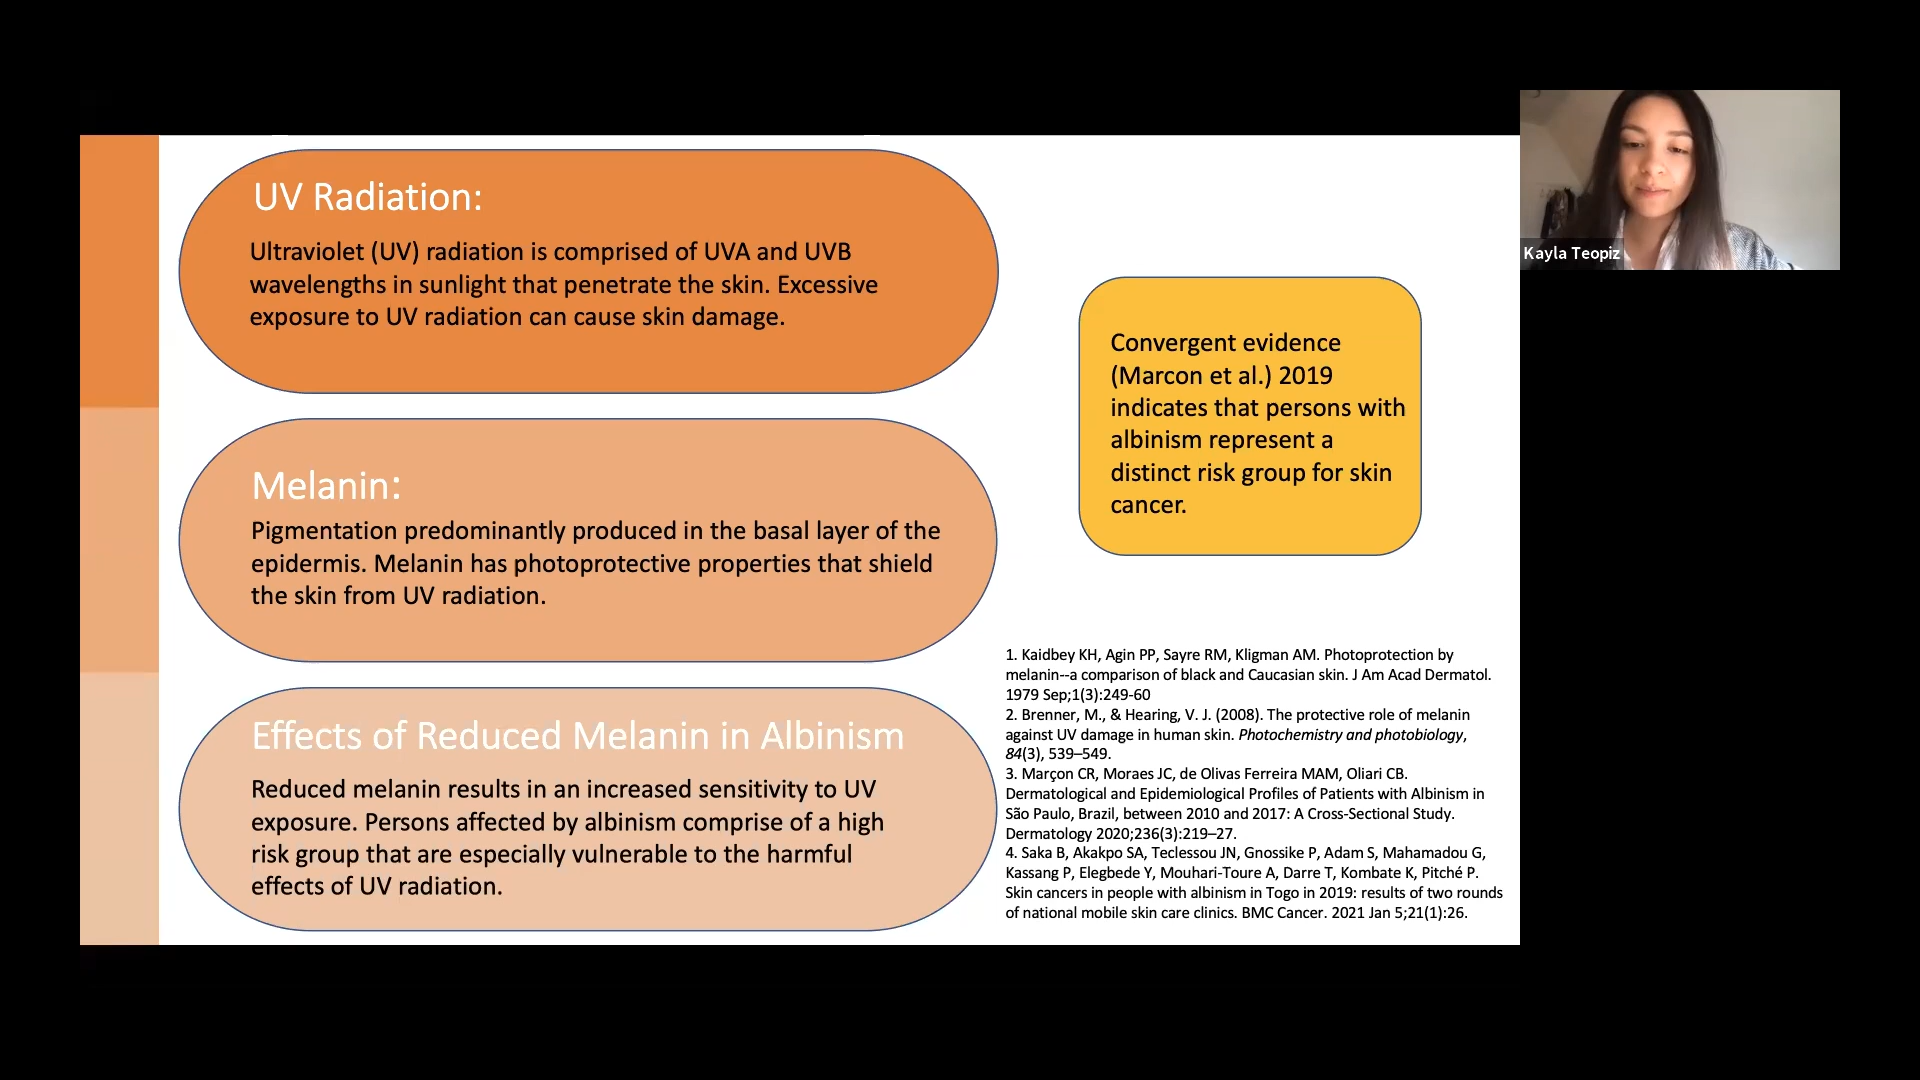 UV Radiation:
Ultraviolet (UV) radiation is comprised of UVA and UVB
wavelengths in sunlight that penetrate the skin. Excessive
exposure to UV radiation can cause skin damage.
Melanin:
Pigmentation predominantly produced in the basal layer of the
epidermis. Melanin has photoprotective properties that shield
the skin from UV radiation.
Effects of Reduced Melanin in Albinism
Reduced melanin results in an increased sensitivity to UV
exposure. Persons affected by albinism comprise of a high
risk group that are especially vulnerable to the harmful
effects of UV radiation.
Convergent evidence
(Marcon et al.) 2019
indicates that persons with
albinism represent a
distinct risk group for skin
cancer.
1. Kaidbey KH, Agin PP, Sayre RM, Kligman AM. Photoprotection by
melanin--a comparison of black and Caucasian skin. J Am Acad Dermatol.
1979 Sep;1(3):249-60
2. Brenner, M., & Hearing, V. J. (2008). The protective role of melanin
against UV damage in human skin. Photochemistry and photobiology,
84(3), 539–549.
3. Marçon CR, Moraes JC, de Olivas Ferreira MAM, Oliari CB.
Dermatological and Epidemiological Profiles of Patients with Albinism in
São Paulo, Brazil, between 2010 and 2017: A Cross-Sectional Study.
Dermatology 2020;236(3):219–27.
4. Saka B, Akakpo SA, Teclessou JN, Gnossike P, Adam S, Mahamadou G,
Kassang P, Elegbede Y, Mouhari-Toure A, Darre T, Kombate K, Pitché P.
Skin cancers in people with albinism in Togo in 2019: results of two rounds
of national mobile skin care clinics. BMC Cancer. 2021 Jan 5;21(1):26.
Kayla Teopiz